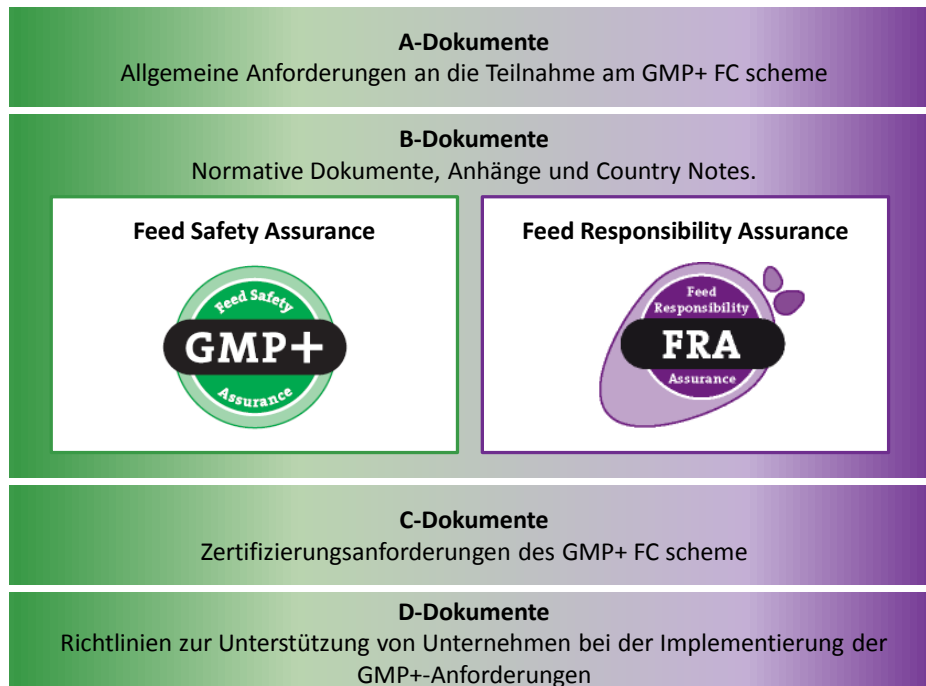 A-Dokumente
Allgemeine Anforderungen an die Teilnahme am GMP+ FC scheme
B-Dokumente
Normative Dokumente, Anhänge und Country Notes.
Feed Safety Assurance
Feed Safety
GMP+
Assurance
Feed Responsibility Assurance
Feed
Responsibility
FRA
Assurance
C-Dokumente
Zertifizierungsanforderungen des GMP+ FC scheme
D-Dokumente
Richtlinien zur Unterstützung von Unternehmen bei der Implementierung der
GMP+-Anforderungen